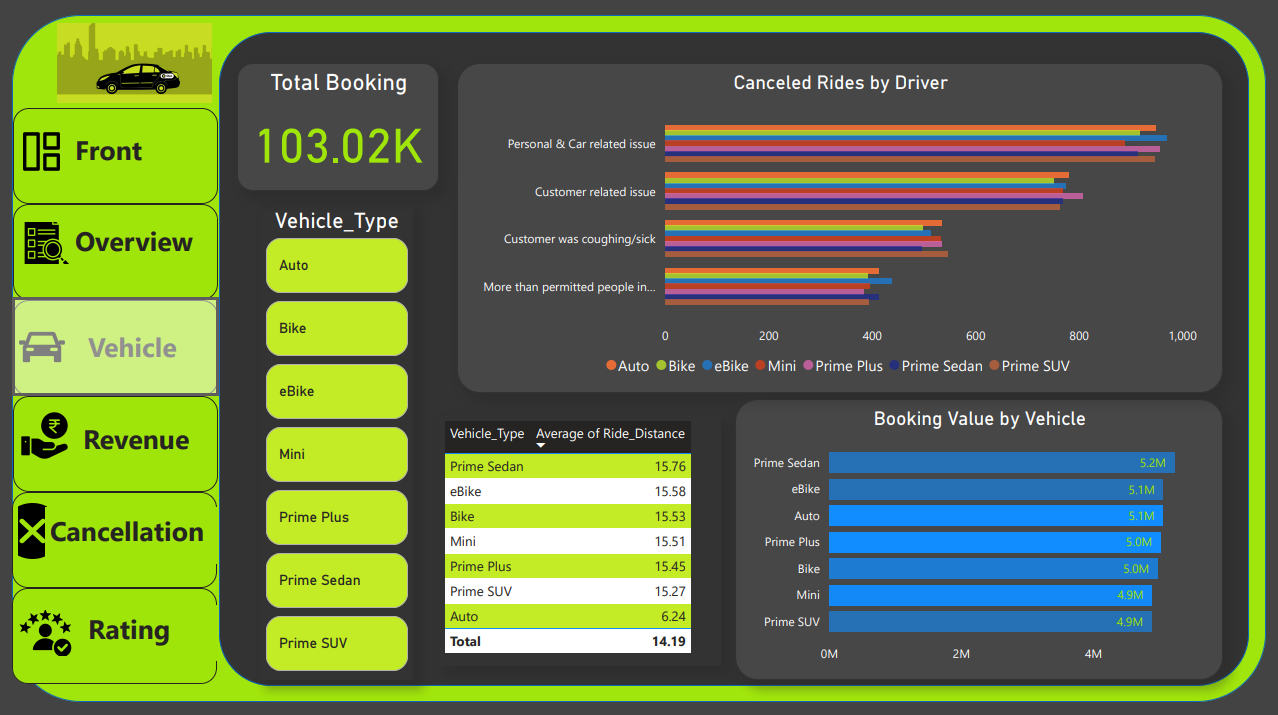 Front
Overview
Vehicle
Revenue
Cancellation
Rating
Total Booking
103.02K
Vehicle_Type
Auto
Bike
eBike
Mini
Prime Plus
Prime Sedan
Prime SUV
Canceled Rides by Driver
Personal & Car related issue
Customer related issue
Customer was coughing/sick
More than permitted people in...
0 200 400 600 800 1,000
Auto Bike eBike Mini Prime Plus Prime Sedan Prime SUV
Vehicle_Type Average of Ride_Distance
Prime Sedan 15.76
eBike 15.58
Bike 15.53
Mini 15.51
Prime Plus 15.45
Prime SUV 15.27
Auto 6.24
Total 14.19
Booking Value by Vehicle
Prime Sedan 5.2M
eBike 5.1M
Auto 5.1M
Prime Plus 5.0M
Bike 5.0M
Mini 4.9M
Prime SUV 4.9M
0M 2M 4M